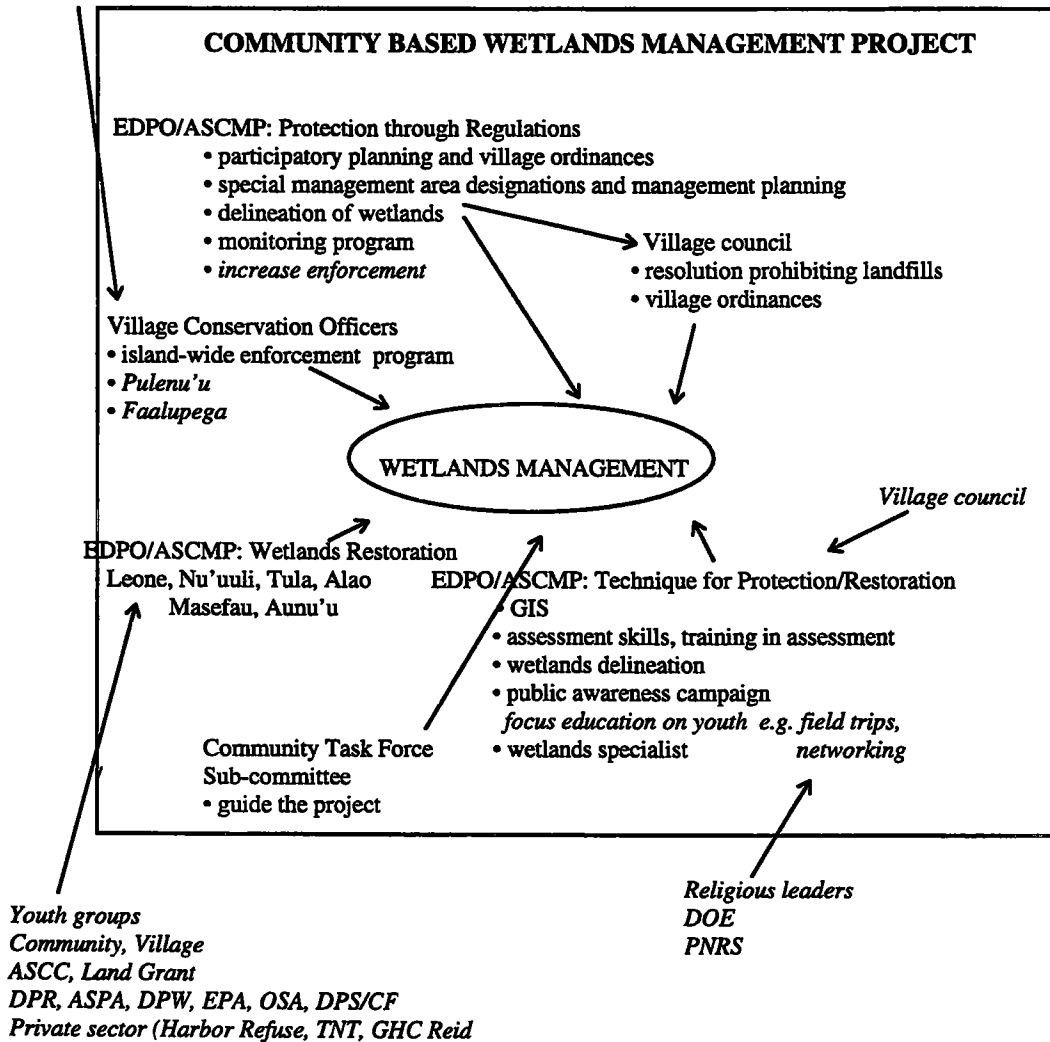 COMMUNITY BASED WETLANDS MANAGEMENT PROJECT
EDPO/ASCMP: Protection through Regulations
• participatory planning and village ordinances
• special management area designations and management planning
• delineation of wetlands
• monitoring program
• increase enforcement
Village council
• resolution prohibiting landfills
• village ordinances
Village Conservation Officers
• island-wide enforcement program
• Pulenu'u
• Faalupega
WETLANDS MANAGEMENT
Village council
EDPO/ASCMP: Wetlands Restoration
Leone, Nu'uuli, Tula, Alao
Masefau, Aunu'u
EDPO/ASCMP: Technique for Protection/Restoration
• GIS
• assessment skills, training in assessment
• wetlands delineation
• public awareness campaign
focus education on youth e.g. field trips,
networking
• wetlands specialist
Community Task Force
Sub-committee
• guide the project
Religious leaders
DOE
PNRS
Youth groups
Community, Village
ASCC, Land Grant
DPR, ASPA, DPW, EPA, OSA, DPS/CF
Private sector (Harbor Refuse, TNT, GHC Reid